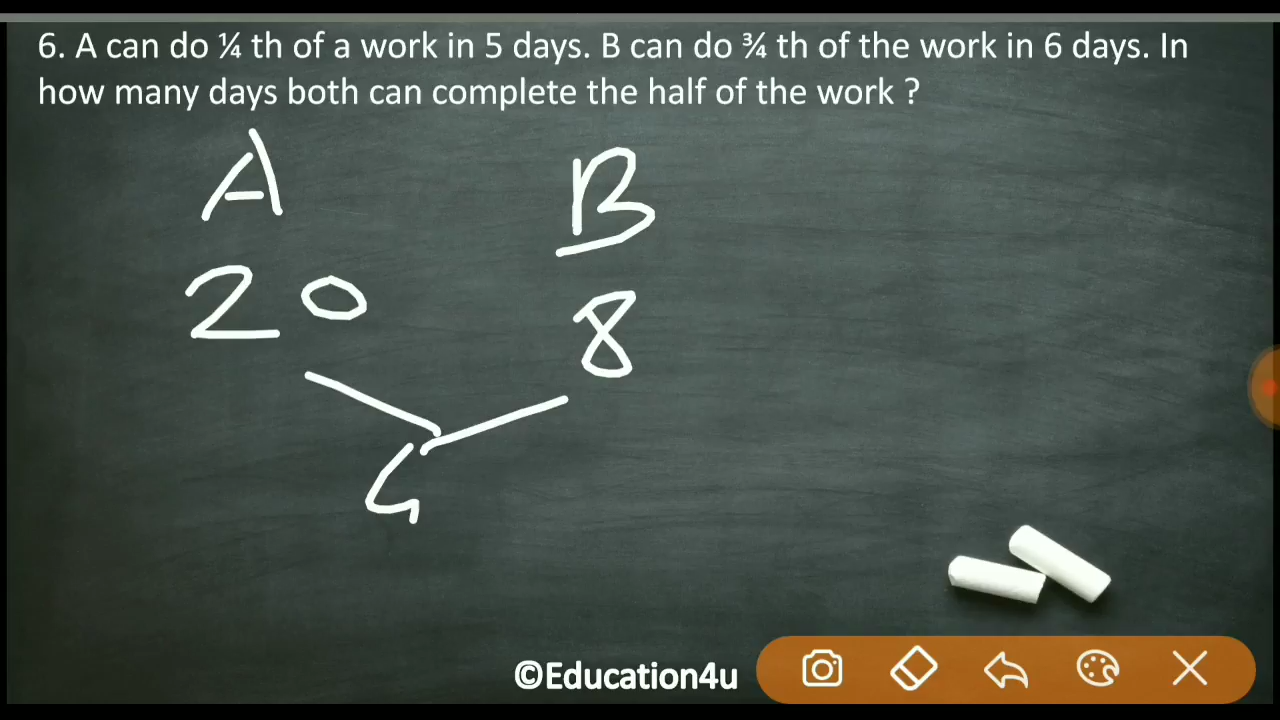 6. A can do ¼ th of a work in 5 days. B can do ¾ th of the work in 6 days. In
how many days both can complete the half of the work ?
A B
20 8
4
©Education4u